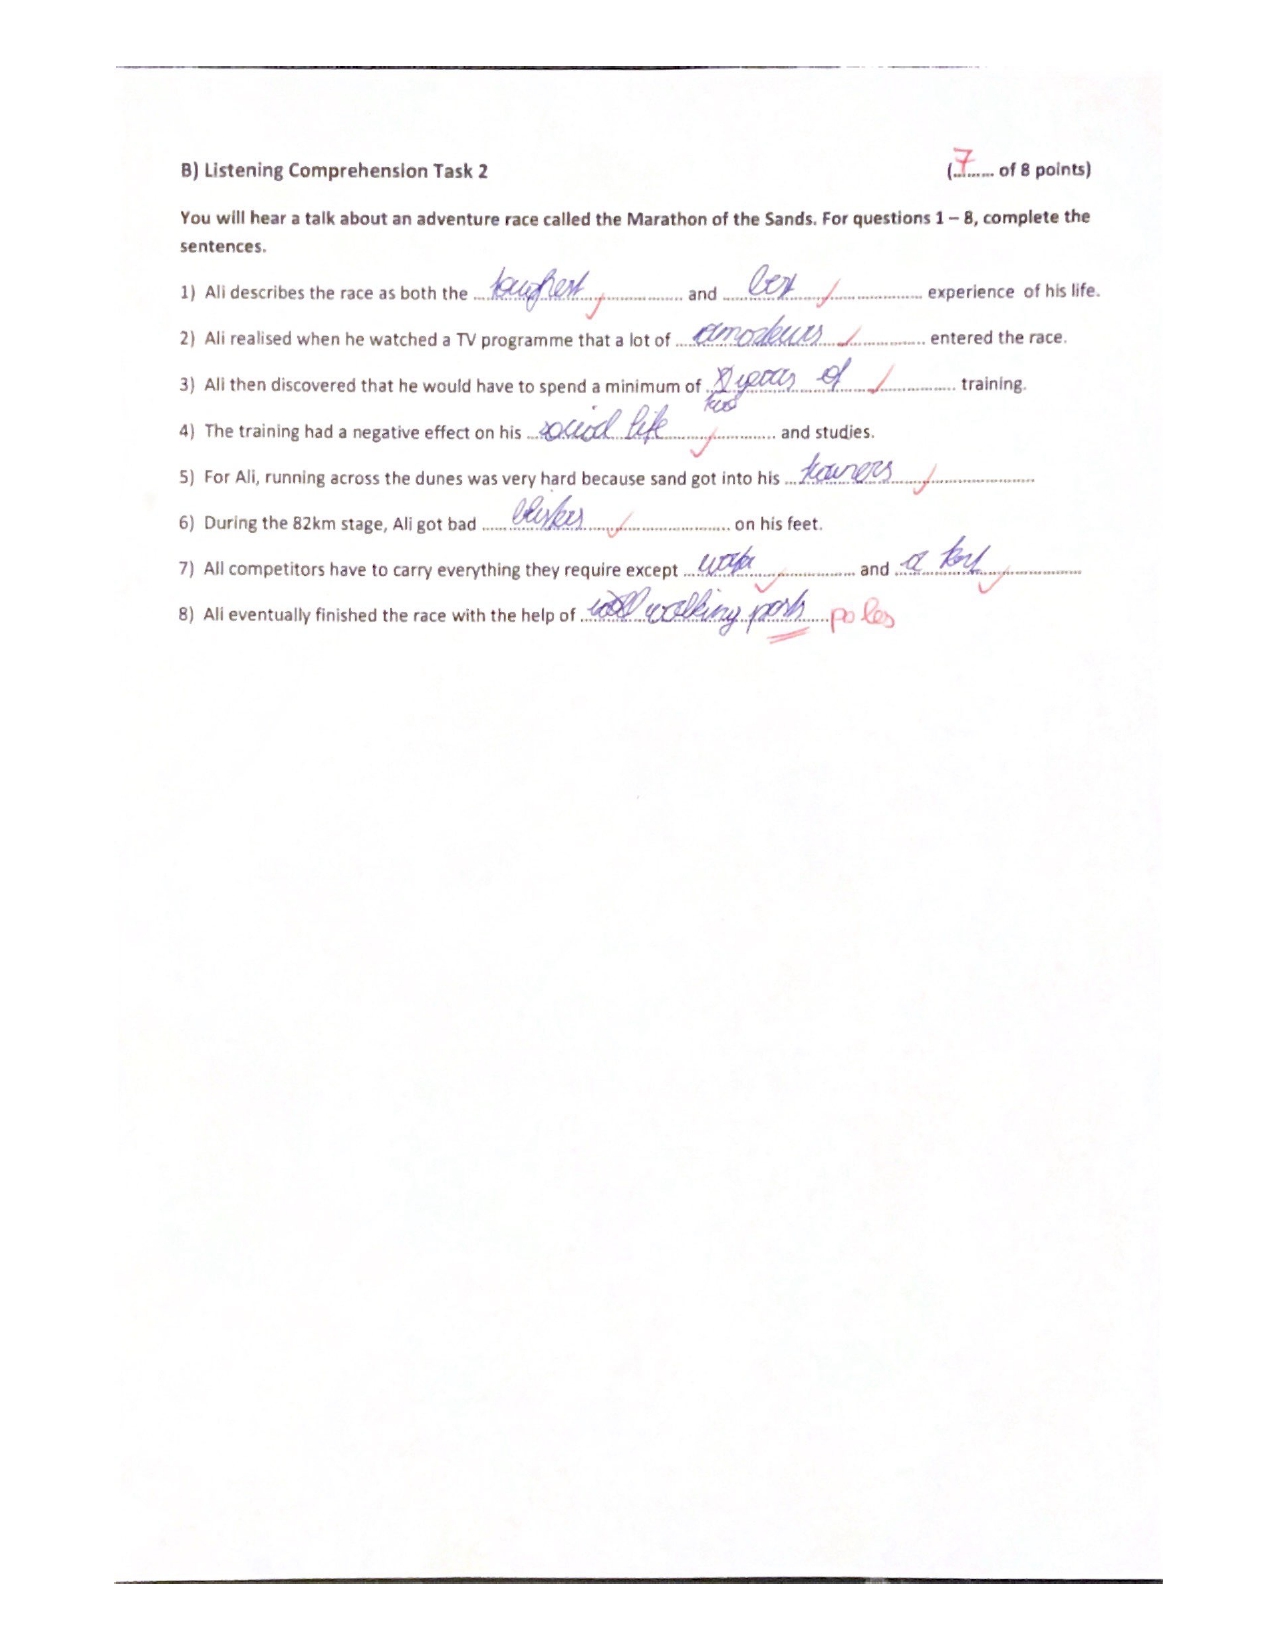 B) Listening Comprehension Task 2 (..7.. of 8 points)
You will hear a talk about an adventure race called the Marathon of the Sands. For questions 1 – 8, complete the
sentences.
1) Ali describes the race as both the toughest and best experience of his life.
2) Ali realised when he watched a TV programme that a lot of amateurs entered the race.
3) Ali then discovered that he would have to spend a minimum of years of training.
two
4) The training had a negative effect on his social life and studies.
5) For Ali, running across the dunes was very hard because sand got into his trainers
6) During the 82km stage, Ali got bad blisters on his feet.
7) All competitors have to carry everything they require except water and a tent
8) Ali eventually finished the race with the help of walking posts poles